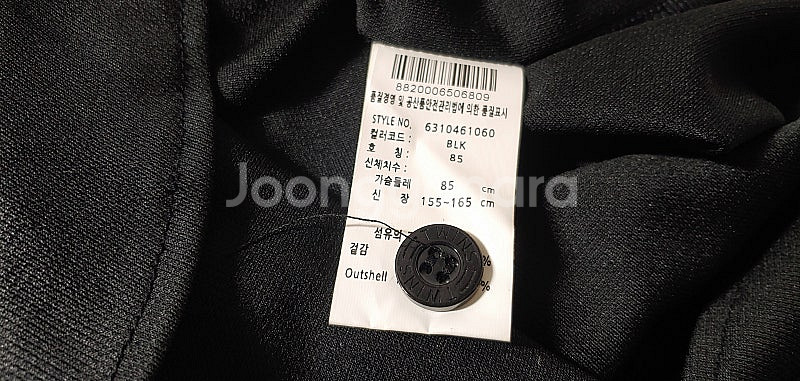 8820006506809
품질경영 및 공산품안전관리법에 의한 품질표시
STYLE NO. 6310461060
컬러코드 : BLK
호 칭 : 85
신체치수 :
가슴둘레 85 cm
신 장 155~165 cm
Joon
ara
섬유의
겉감 %
Outshell %